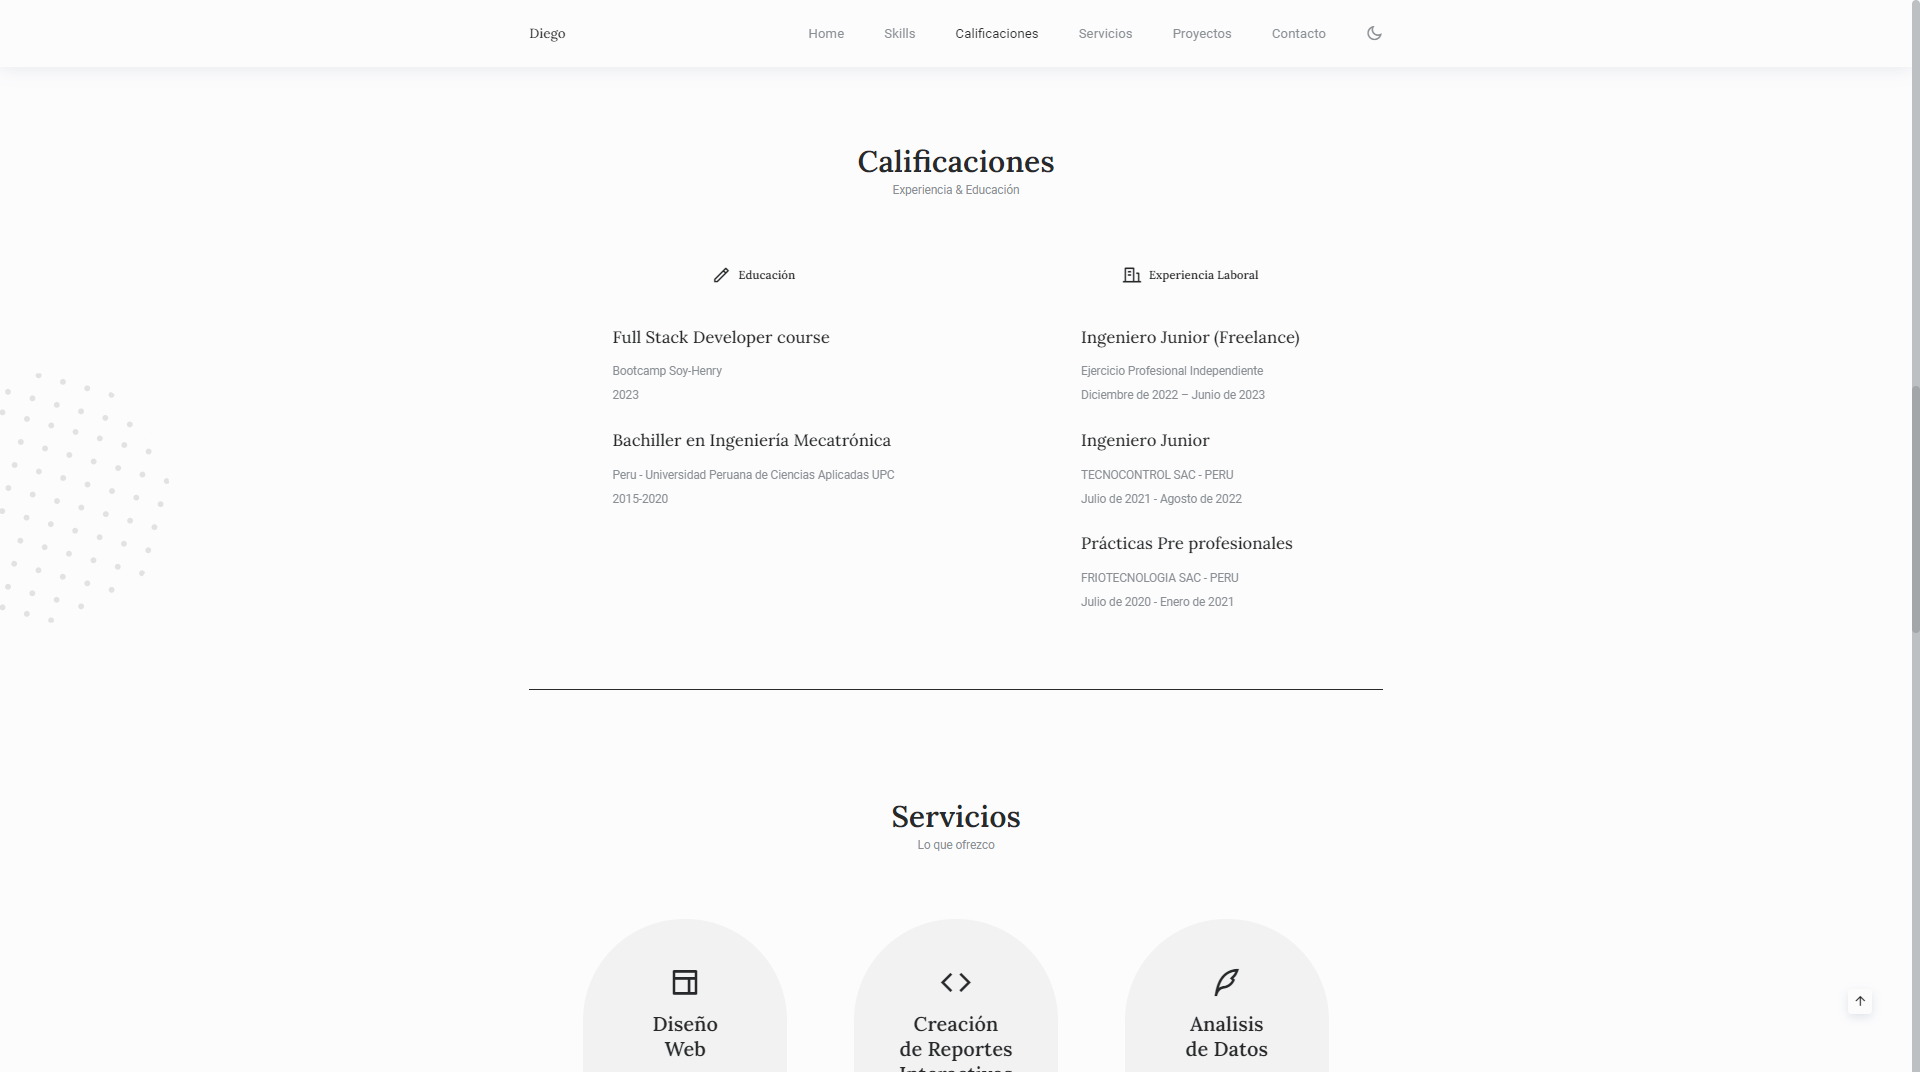 Diego
Home
Skills
Calificaciones
Servicios
Proyectos
Contacto
Calificaciones
Experiencia & Educación
Educación
Full Stack Developer course
Bootcamp Soy-Henry
2023
Bachiller en Ingeniería Mecatrónica
Peru - Universidad Peruana de Ciencias Aplicadas UPC
2015-2020
Experiencia Laboral
Ingeniero Junior (Freelance)
Ejercicio Profesional Independiente
Diciembre de 2022 – Junio de 2023
Ingeniero Junior
TECNOCONTROL SAC - PERU
Julio de 2021 - Agosto de 2022
Prácticas Pre profesionales
FRIOTECNOLOGIA SAC - PERU
Julio de 2020 - Enero de 2021
Servicios
Lo que ofrezco
Diseño
Web
Creación
de Reportes
Interactivos
Analisis
de Datos